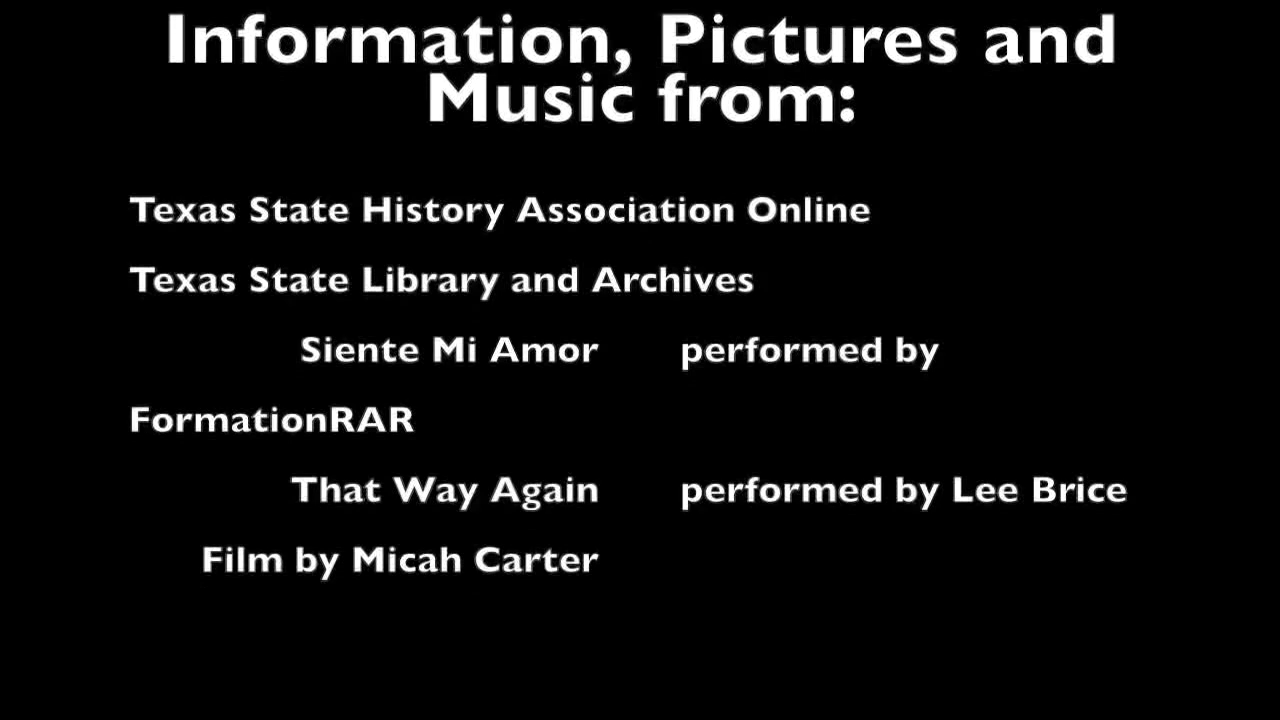 Information, Pictures and
Music from:
Texas State History Association Online
Texas State Library and Archives
Siente Mi Amor performed by
FormationRAR
That Way Again performed by Lee Brice
Film by Micah Carter